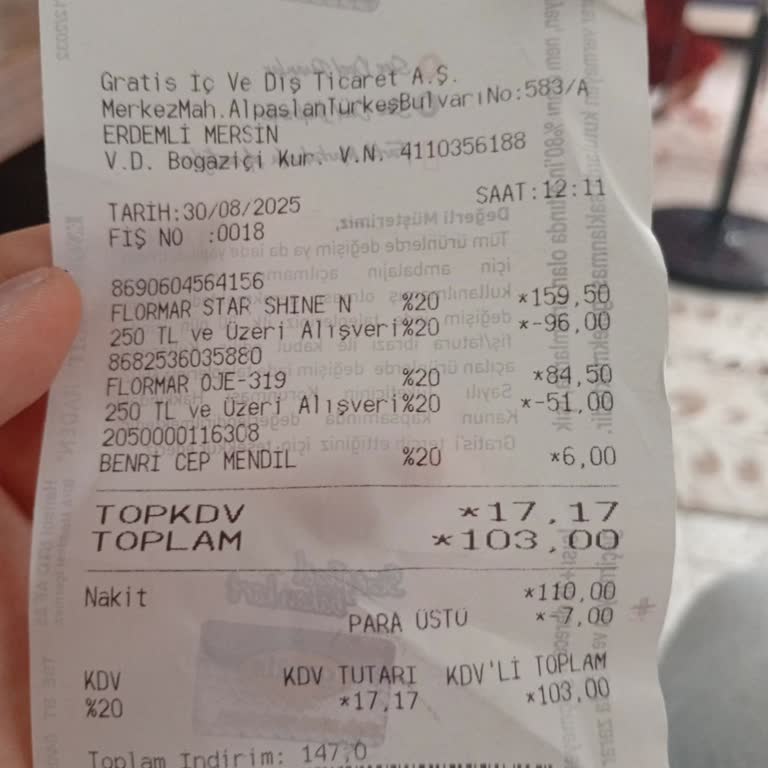 Gratis İç Ve Dış Ticaret A.Ş.
MerkezMah.AlpaslanTürkeşBulvarıNo:583/A
ERDEMLİ MERSİN
V.D. Bogaziçi Kur. V.N. 4110356188
SAAT:12:11
TARİH:30/08/2025
FİŞ NO :0018
8690604564156
FLORMAR STAR SHINE N %20 *159,50
250 TL ve Üzeri Alışveri%20 *-96,00
8682536035880
FLORMAR OJE-319 %20 *84,50
250 TL ve Üzeri Alışveri%20 *-51,00
2050000116308
BENRİ CEP MENDİL %20 *6,00
TOPKDV *17,17
TOPLAM *103,00
Nakit *110,00
PARA ÜSTÜ *-7,00
KDV KDV TUTARI KDV'Lİ TOPLAM
%20 *17,17 *103,00
Toplam İndirim: 147,0